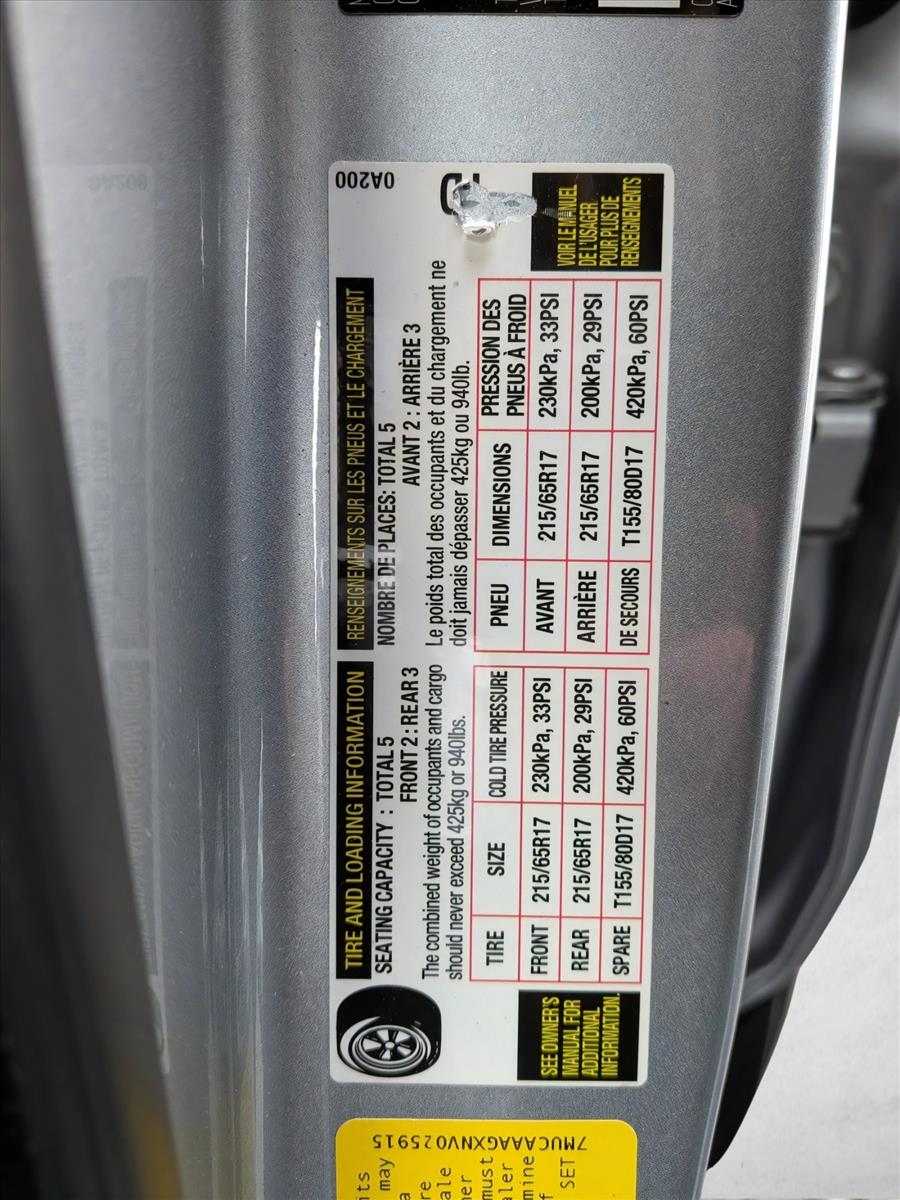 TIRE AND LOADING INFORMATION
SEATING CAPACITY : TOTAL 5
FRONT 2 : REAR 3
The combined weight of occupants and cargo
should never exceed 425kg or 940lbs.
TIRE SIZE COLD TIRE PRESSURE
FRONT 215/65R17 230kPa, 33PSI
REAR 215/65R17 200kPa, 29PSI
SPARE T155/80D17 420kPa, 60PSI
SEE OWNER'S
MANUAL FOR
ADDITIONAL
INFORMATION.
RENSEIGNEMENTS SUR LES PNEUS ET LE CHARGEMENT
NOMBRE DE PLACES: TOTAL 5
AVANT 2 : ARRIÈRE 3
Le poids total des occupants et du chargement ne
doit jamais dépasser 425kg ou 940lb.
PNEU DIMENSIONS PRESSION DES
PNEUS À FROID
AVANT 215/65R17 230kPa, 33PSI
ARRIÈRE 215/65R17 200kPa, 29PSI
DE SECOURS T155/80D17 420kPa, 60PSI
0A200
VOIR LE MANUEL
DE L'USAGER
POUR PLUS DE
RENSEIGNEMENTS
7MUCAAAGXNV025915
may
must
SET